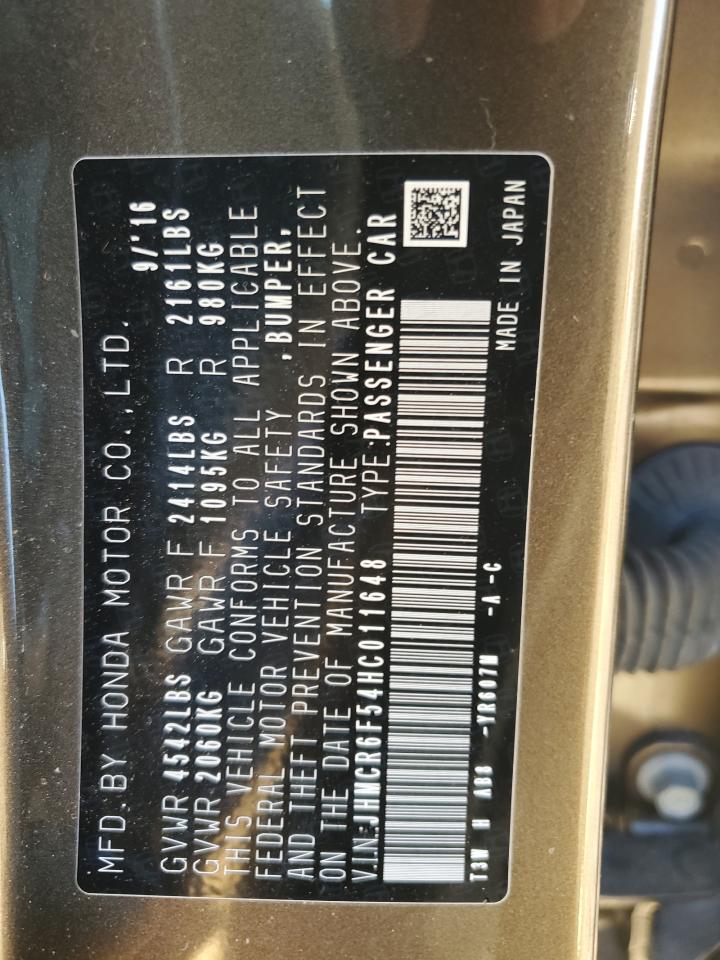 MFD.BY HONDA MOTOR CO.,LTD. 9/'16
GVWR 4542LBS GAWR F 2414LBS R 2161LBS
GVWR 2060KG GAWR F 1095KG R 980KG
THIS VEHICLE CONFORMS TO ALL APPLICABLE
FEDERAL MOTOR VEHICLE SAFETY ,BUMPER,
AND THEFT PREVENTION STANDARDS IN EFFECT
ON THE DATE OF MANUFACTURE SHOWN ABOVE.
V.I.N:JHMCR6F54HC011648 TYPE:PASSENGER CAR
T3W H AB8 -YR607M -A -C
MADE IN JAPAN